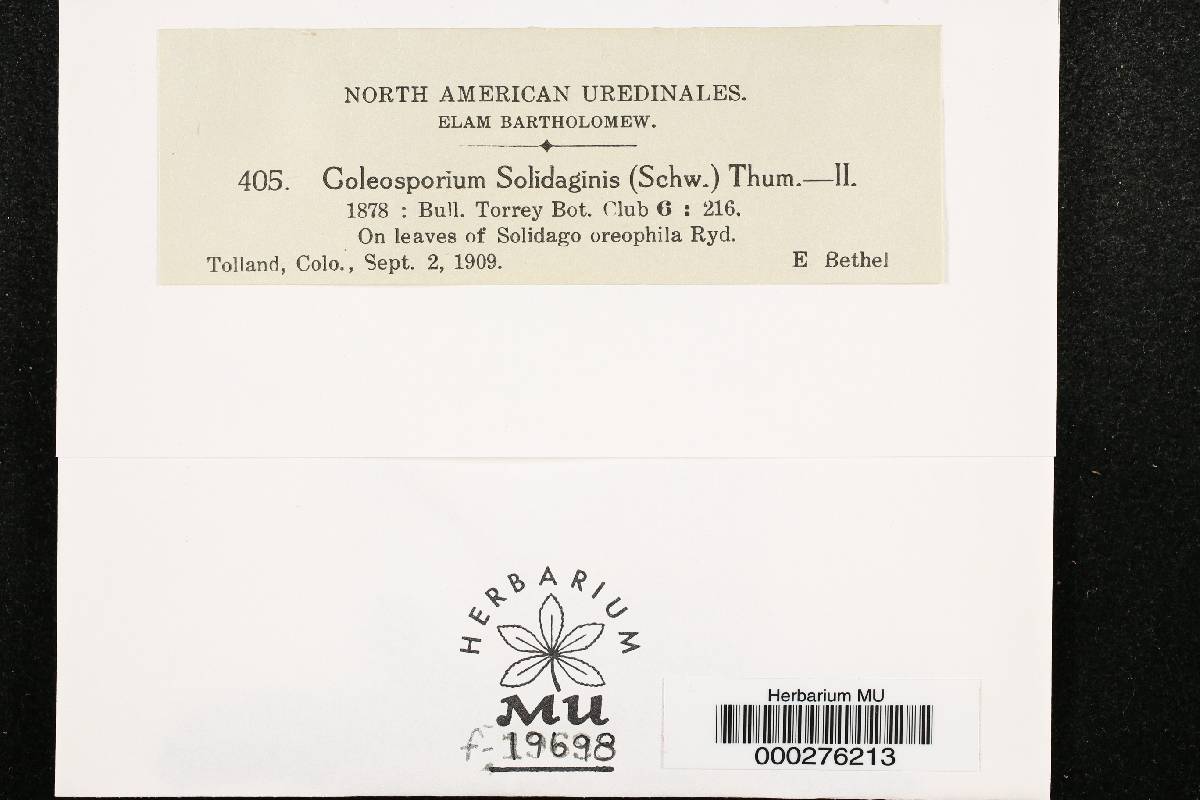 NORTH AMERICAN UREDINALES.
ELAM BARTHOLOMEW.
405. Coleosporium Solidaginis (Schw.) Thum.—II.
1878 : Bull. Torrey Bot. Club 6 : 216.
On leaves of Solidago oreophila Ryd.
Tolland, Colo., Sept. 2, 1909. E Bethel
HERBARIUM
MU
f-19698
Herbarium MU
000276213